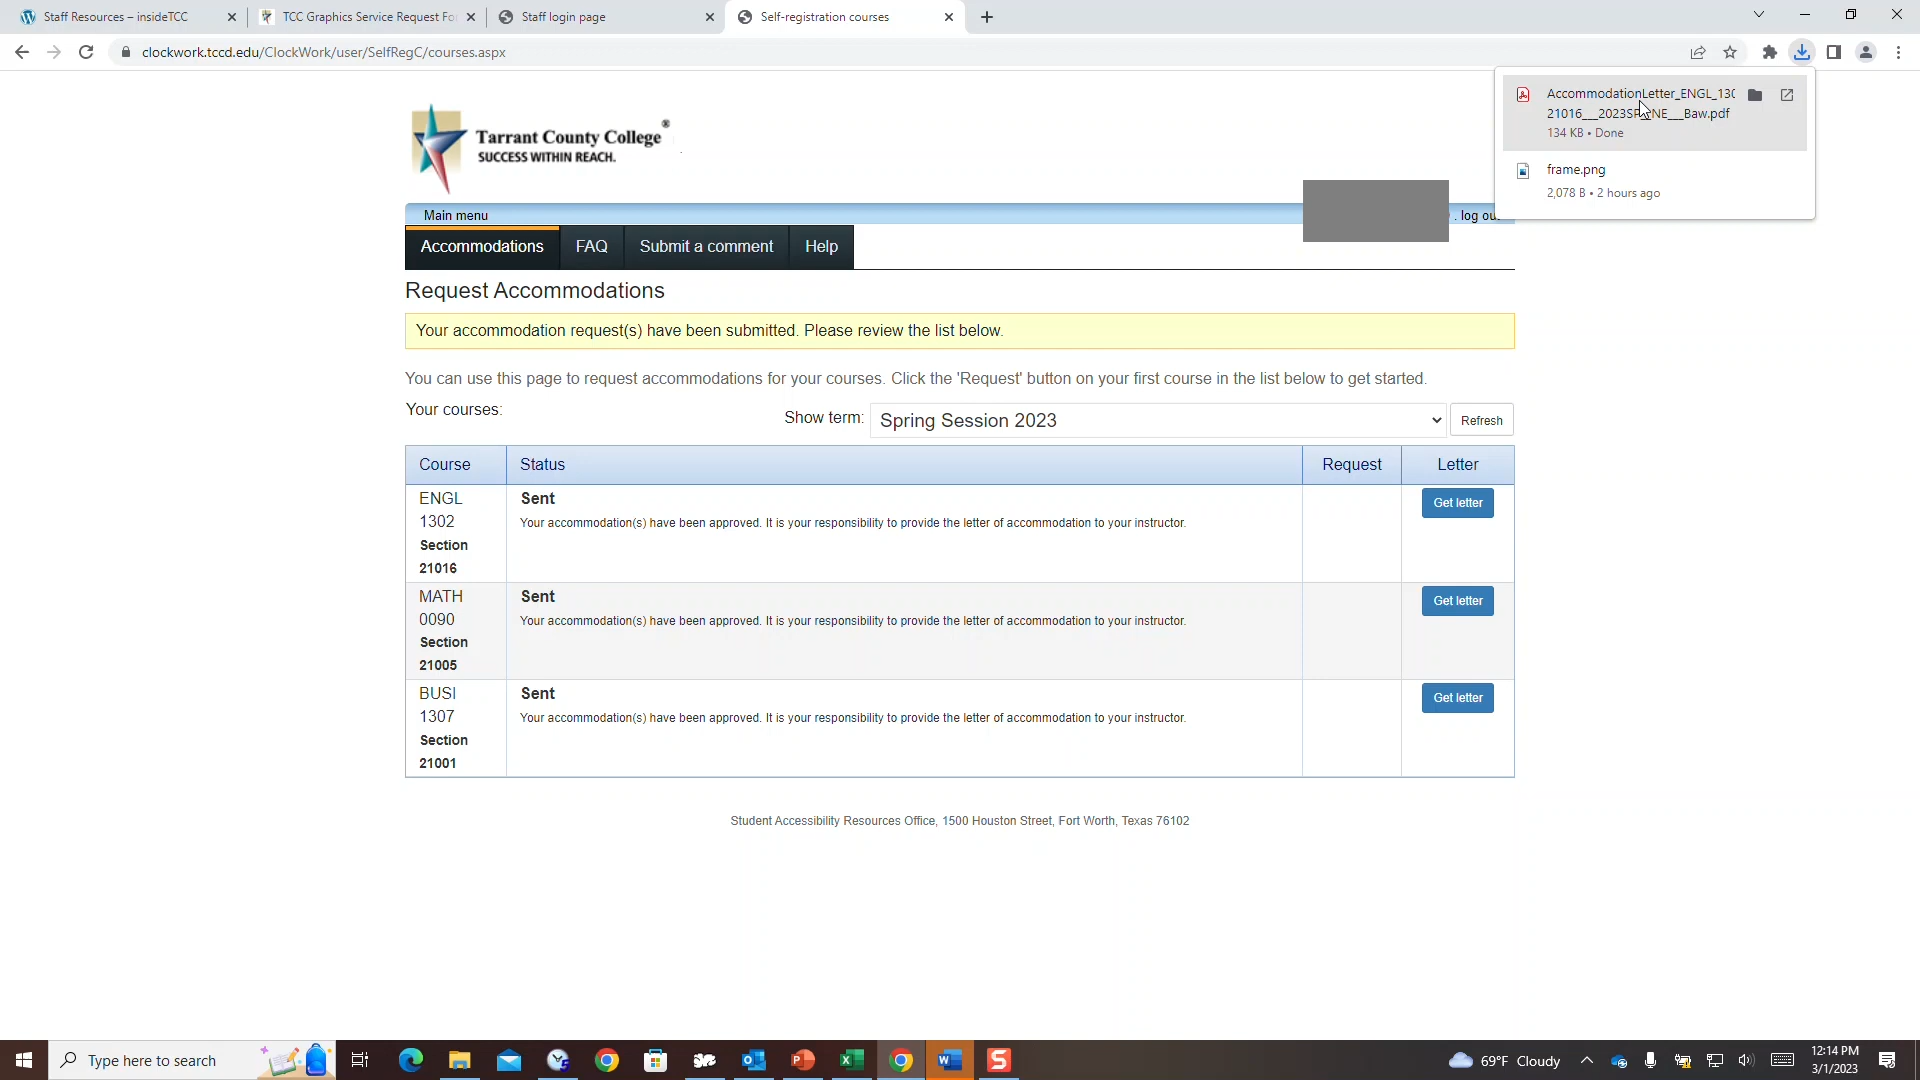 Staff Resources – insideTCC
TCC Graphics Service Request Fo
Staff login page
Self-registration courses
clockwork.tccd.edu/ClockWork/user/SelfRegC/courses.aspx
AccommodationLetter_ENGL_130
21016___2023SP_NE___Baw.pdf
134 KB • Done
frame.png
2,078 B • 2 hours ago
Tarrant County College®
SUCCESS WITHIN REACH.
Main menu
. log ou
Accommodations
FAQ
Submit a comment
Help
Request Accommodations
Your accommodation request(s) have been submitted. Please review the list below.
You can use this page to request accommodations for your courses. Click the 'Request' button on your first course in the list below to get started.
Your courses:
Show term:
Spring Session 2023
Refresh
Course
Status
Request
Letter
ENGL
1302
Section
21016
Sent
Your accommodation(s) have been approved. It is your responsibility to provide the letter of accommodation to your instructor.
Get letter
MATH
0090
Section
21005
Sent
Your accommodation(s) have been approved. It is your responsibility to provide the letter of accommodation to your instructor.
Get letter
BUSI
1307
Section
21001
Sent
Your accommodation(s) have been approved. It is your responsibility to provide the letter of accommodation to your instructor.
Get letter
Student Accessibility Resources Office, 1500 Houston Street, Fort Worth, Texas 76102
Type here to search
69°F Cloudy
12:14 PM
3/1/2023